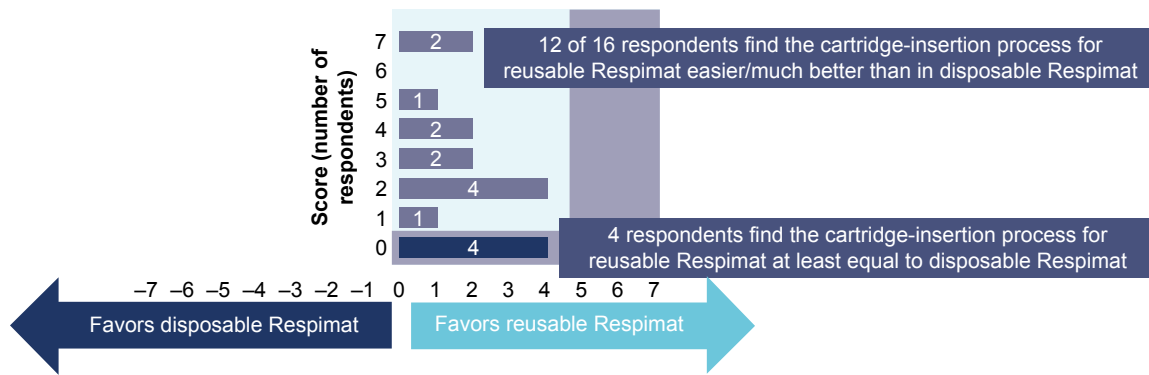 Score (number of
respondents)
7
2
6
5
1
4
2
3
2
2
4
1
1
0
4
12 of 16 respondents find the cartridge-insertion process for
reusable Respimat easier/much better than in disposable Respimat
4 respondents find the cartridge-insertion process for
reusable Respimat at least equal to disposable Respimat
–7 –6 –5 –4 –3 –2 –1 0 1 2 3 4 5 6 7
Favors disposable Respimat
Favors reusable Respimat